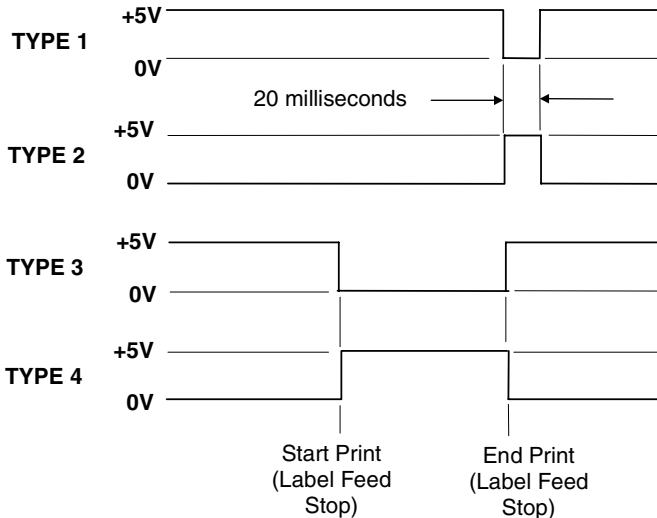 +5V
TYPE 1
0V
20 milliseconds
+5V
TYPE 2
0V
+5V
TYPE 3
0V
+5V
TYPE 4
0V
Start Print
(Label Feed
Stop)
End Print
(Label Feed
Stop)